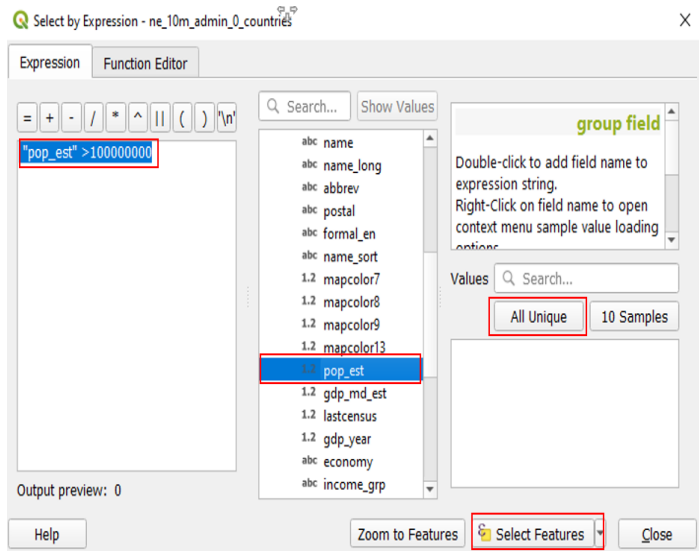 Select by Expression - ne_10m_admin_0_countries
X
Expression
Function Editor
= + - / * ^ || ( ) '\n'
"pop_est" >100000000
Output preview: 0
Search...
Show Values
abc name
abc name_long
abc abbrev
abc postal
abc formal_en
abc name_sort
1.2 mapcolor7
1.2 mapcolor8
1.2 mapcolor9
1.2 mapcolor13
1.2 pop_est
1.2 gdp_md_est
1.2 lastcensus
1.2 gdp_year
abc economy
abc income_grp
group field
Double-click to add field name to
expression string.
Right-Click on field name to open
context menu sample value loading
options
Values
Search...
All Unique
10 Samples
Help
Zoom to Features
Select Features
Close